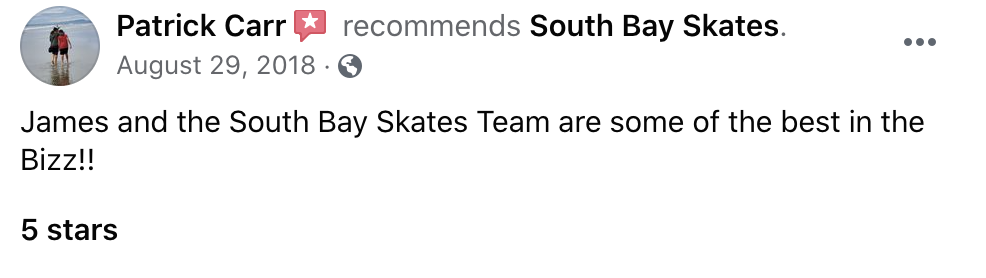 Patrick Carr recommends South Bay Skates.
August 29, 2018 ·
James and the South Bay Skates Team are some of the best in the
Bizz!!
5 stars